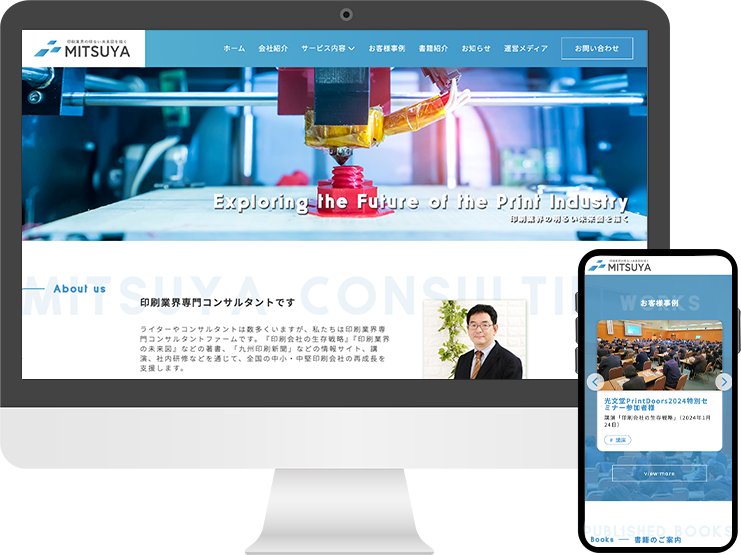 印刷業界の明るい未来図を描く
MITSUYA
ホーム 会社紹介 サービス内容 お客様事例 書籍紹介 お知らせ 運営メディア お問い合わせ
Exploring the Future of the Print Industry
印刷業界の明るい未来図を描く
MITSUYA CONSULTIN
About us
印刷業界専門コンサルタントです
ライターやコンサルタントは数多くいますが、私たちは印刷業界専
門コンサルタントファームです。『印刷会社の生存戦略』『印刷業界
の未来図』などの著書、「九州印刷新聞」などの情報サイト、講
演、社内研修などを通じて、全国の中小・中堅印刷会社の再成長を
支援します。
印刷業界の明るい未来図を描く
MITSUYA
WORKS
お客様事例
光文堂PrintDoors2024特別セ
ミナー参加者様
講演「印刷会社の生存戦略」（2024年1月
24日）
# 講演
view more
PUBLISHED BOOKS
Books 書籍のご案内